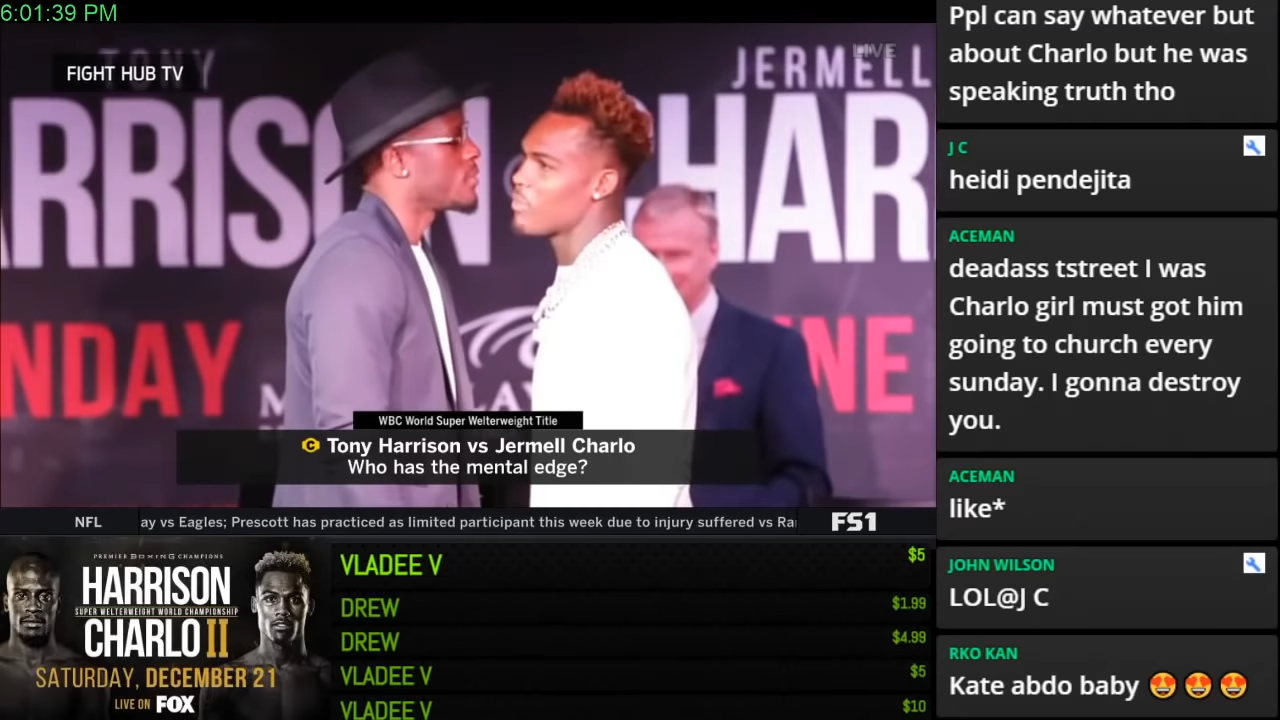 6:01:39 PM
FIGHT HUB TV
TONY
LIVE
JERMELL
RRISON CHAR
NDAY
NE
WBC World Super Welterweight Title
C Tony Harrison vs Jermell Charlo
Who has the mental edge?
NFL
ay vs Eagles; Prescott has practiced as limited participant this week due to injury suffered vs Ra
FS1
PREMIER BOXING CHAMPIONS
HARRISON
SUPER WELTERWEIGHT WORLD CHAMPIONSHIP
CHARLO II
SATURDAY, DECEMBER 21
LIVE ON FOX
VLADEE V $5
DREW $1.99
DREW $4.99
VLADEE V $5
VLADEE V $10
Ppl can say whatever but
about Charlo but he was
speaking truth tho
J C
heidi pendejita
ACEMAN
deadass tstreet I was
Charlo girl must got him
going to church every
sunday. I gonna destroy
you.
ACEMAN
like*
JOHN WILSON
LOL@J C
RKO KAN
Kate abdo baby 😍 😍 😍